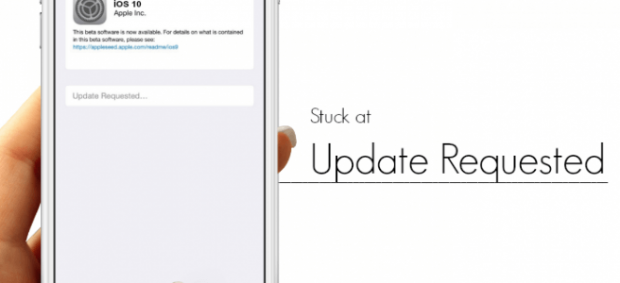 iOS 10
Apple Inc.
This beta software is now available. For details on what is contained
in this beta software, please see:
https://appleseed.apple.com/readme/ios9
Update Requested...
Stuck at
Update Requested